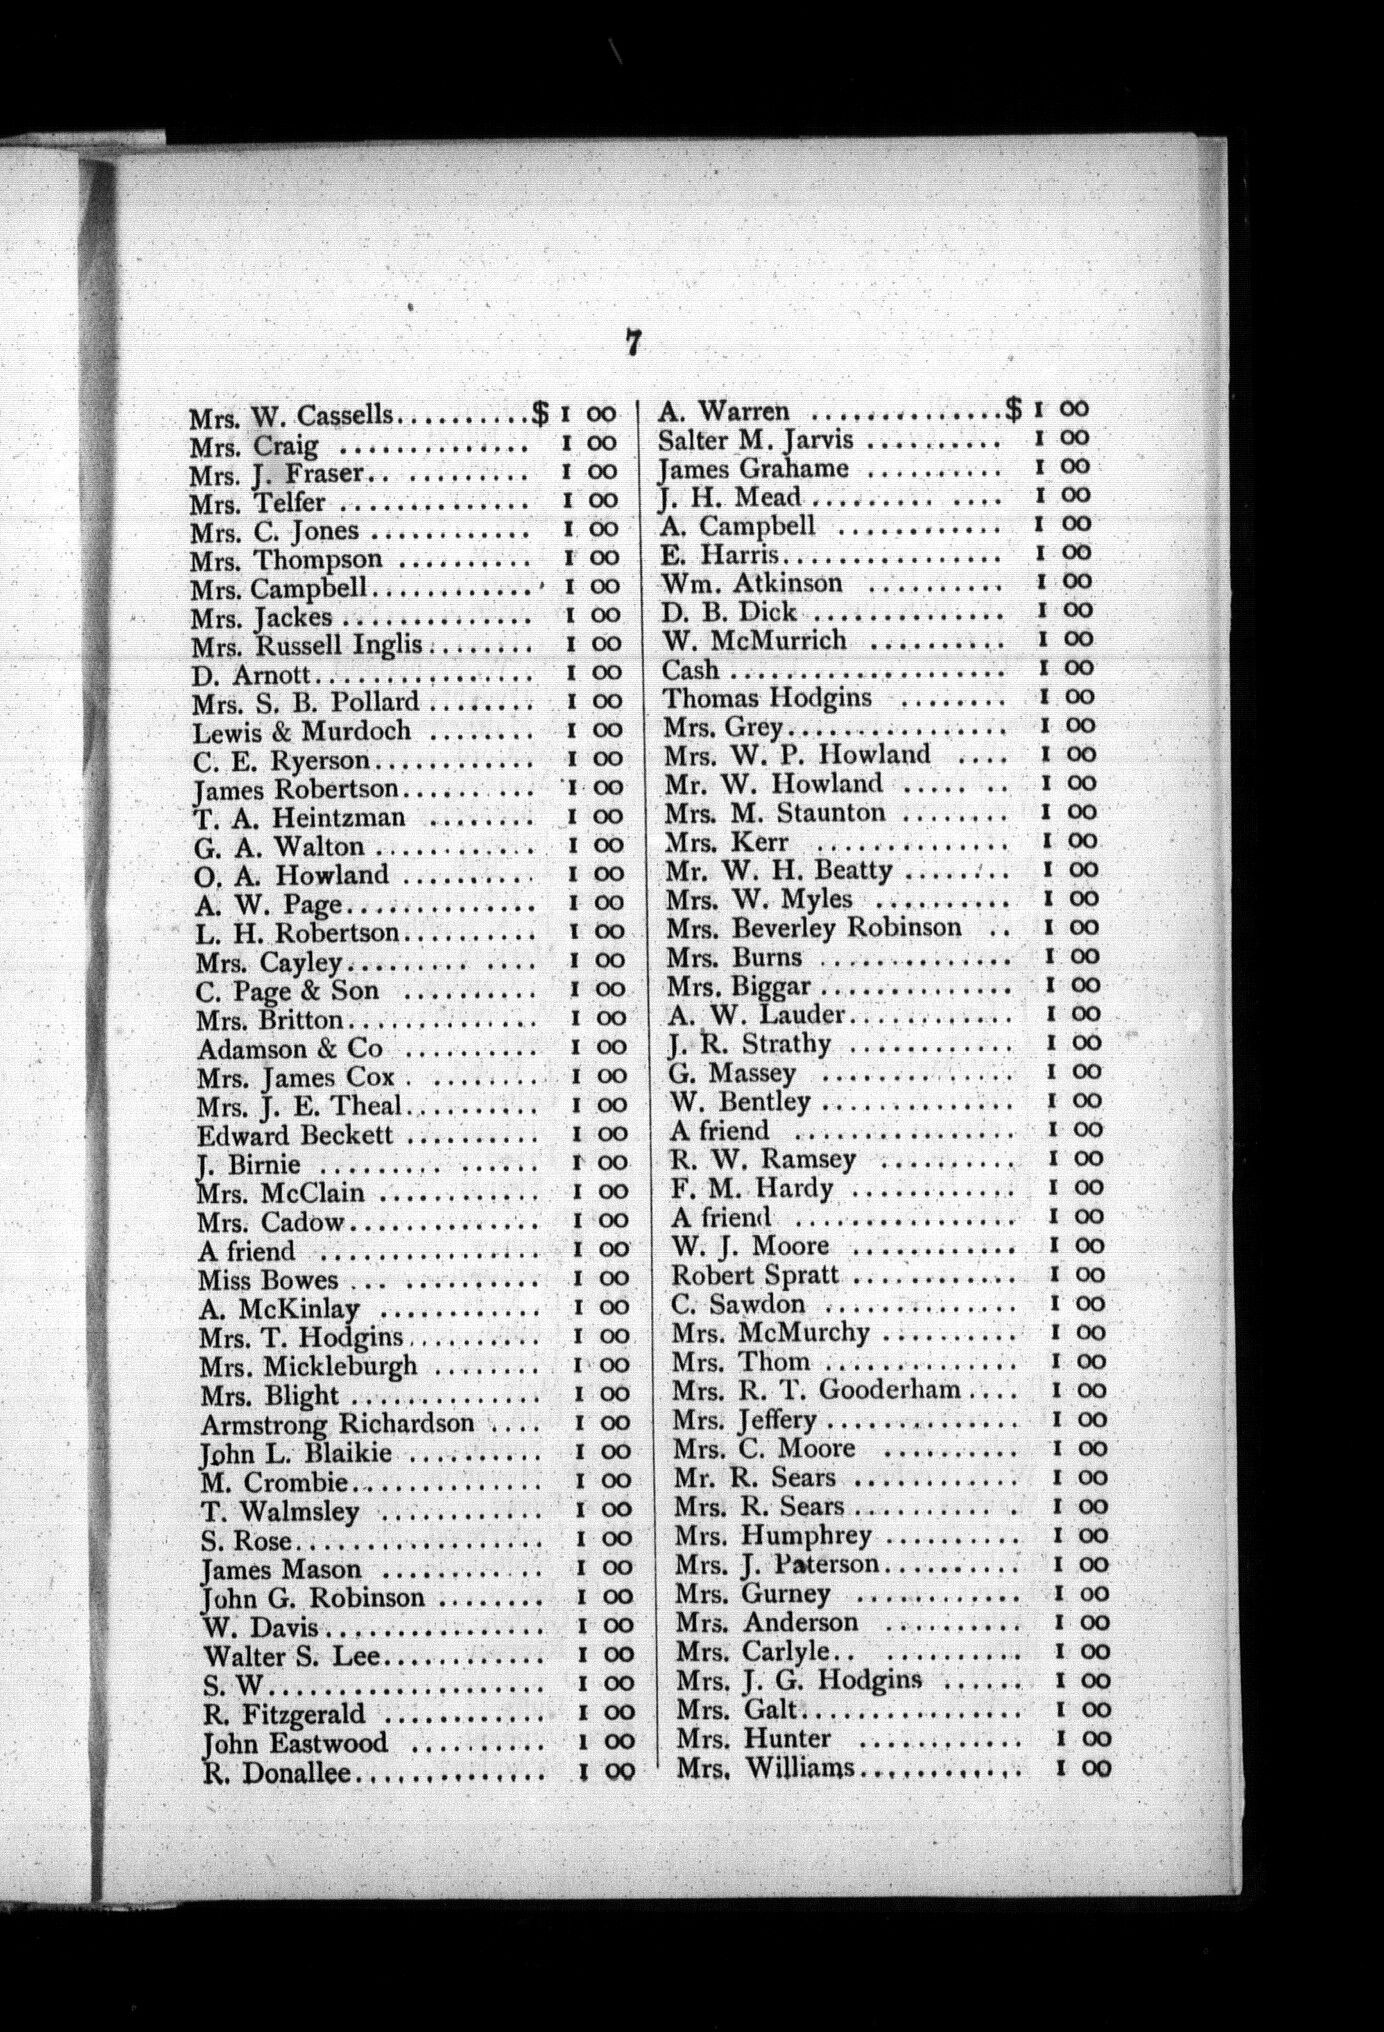 7
Mrs. W. Cassells..........$ 1 00
Mrs. Craig .............. 1 00
Mrs. J. Fraser.. ......... 1 00
Mrs. Telfer .............. 1 00
Mrs. C. Jones ............ 1 00
Mrs. Thompson .......... 1 00
Mrs. Campbell............ 1 00
Mrs. Jackes .............. 1 00
Mrs. Russell Inglis........ 1 00
D. Arnott................ 1 00
Mrs. S. B. Pollard ........ 1 00
Lewis & Murdoch ........ 1 00
C. E. Ryerson............ 1 00
James Robertson...... ... 1 00
T. A. Heintzman ........ 1 00
G. A. Walton ............ 1 00
O. A. Howland .......... 1 00
A. W. Page.............. 1 00
L. H. Robertson.......... 1 00
Mrs. Cayley......... .... 1 00
C. Page & Son .......... 1 00
Mrs. Britton.............. 1 00
Adamson & Co .......... 1 00
Mrs. James Cox . ........ 1 00
Mrs. J. E. Theal.......... 1 00
Edward Beckett .......... 1 00
J. Birnie ......... ...... 1 00
Mrs. McClain ............ 1 00
Mrs. Cadow.............. 1 00
A friend ................ 1 00
Miss Bowes ... .......... 1 00
A. McKinlay ............ 1 00
Mrs. T. Hodgins.......... 1 00
Mrs. Mickleburgh ........ 1 00
Mrs. Blight .............. 1 00
Armstrong Richardson .... 1 00
John L. Blaikie .......... 1 00
M. Crombie.............. 1 00
T. Walmsley ............ 1 00
S. Rose.................. 1 00
James Mason ............ 1 00
John G. Robinson ........ 1 00
W. Davis................ 1 00
Walter S. Lee............ 1 00
S. W.................... 1 00
R. Fitzgerald ............ 1 00
John Eastwood .......... 1 00
R. Donallee.............. 1 00
A. Warren ..............$ 1 00
Salter M. Jarvis .......... 1 00
James Grahame .......... 1 00
J. H. Mead ......... .... 1 00
A. Campbell ............ 1 00
E. Harris................ 1 00
Wm. Atkinson .......... 1 00
D. B. Dick .............. 1 00
W. McMurrich .......... 1 00
Cash .................... 1 00
Thomas Hodgins ........ 1 00
Mrs. Grey................ 1 00
Mrs. W. P. Howland .... 1 00
Mr. W. Howland ..... .. 1 00
Mrs. M. Staunton ........ 1 00
Mrs. Kerr .............. 1 00
Mr. W. H. Beatty ........ 1 00
Mrs. W. Myles .......... 1 00
Mrs. Beverley Robinson .. 1 00
Mrs. Burns .............. 1 00
Mrs. Biggar .............. 1 00
A. W. Lauder............ 1 00
J. R. Strathy ............ 1 00
G. Massey .............. 1 00
W. Bentley .............. 1 00
A friend ................ 1 00
R. W. Ramsey .......... 1 00
F. M. Hardy ............ 1 00
A friend ................ 1 00
W. J. Moore ............ 1 00
Robert Spratt ............ 1 00
C. Sawdon .............. 1 00
Mrs. McMurchy .......... 1 00
Mrs. Thom .............. 1 00
Mrs. R. T. Gooderham.... 1 00
Mrs. Jeffery .............. 1 00
Mrs. C. Moore .......... 1 00
Mr. R. Sears ............ 1 00
Mrs. R. Sears.......... . 1 00
Mrs. Humphrey .......... 1 00
Mrs. J. Paterson.......... 1 00
Mrs. Gurney ............ 1 00
Mrs. Anderson .......... 1 00
Mrs. Carlyle.. .......... 1 00
Mrs. J. G. Hodgins ...... 1 00
Mrs. Galt................ 1 00
Mrs. Hunter ............ 1 00
Mrs. Williams............ 1 00